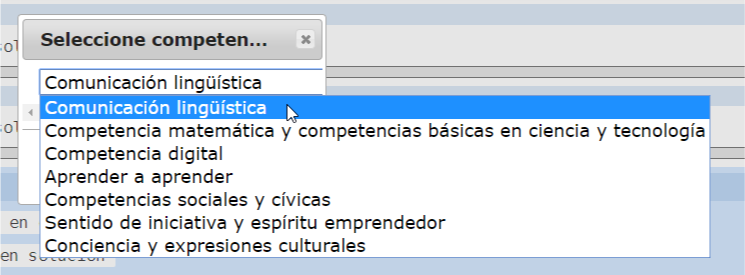 Seleccione competen...
Comunicación lingüística
Comunicación lingüística
Competencia matemática y competencias básicas en ciencia y tecnología
Competencia digital
Aprender a aprender
Competencias sociales y cívicas
en
Sentido de iniciativa y espíritu emprendedor
Conciencia y expresiones culturales
en solución